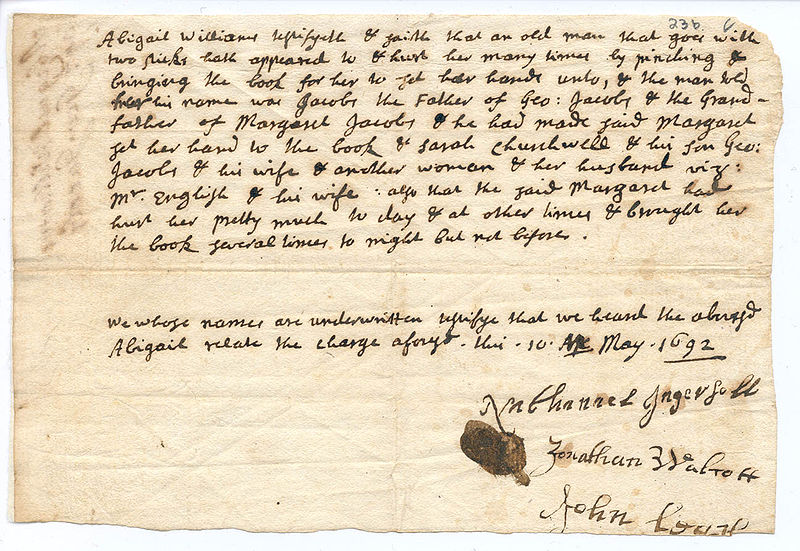 236
Abigail Williams testifyeth & saith that an old man that goes with
two sticks hath appeared to & hurt her many times by pinching &
bringing the book for her to set her hands unto, & the man told
her his name was Jacobs the Father of Geo: Jacobs & the Grand-
father of Margaret Jacobs & he had made said Margaret
set her hand to the book & Sarah Churchwell & his son Geo:
Jacobs & his wife & another woman & her husband viz:
Mr. English & his wife : also that the said Margaret had
hurt her pretty much to day & at other times & brought her
the book several times to night but not before .
We whose names are underwritten testifye that we heard the abovesd
Abigail relate the charge aforesd this 10 May 1692
Nathaniel Ingersoll
Jonathan Walcott
John